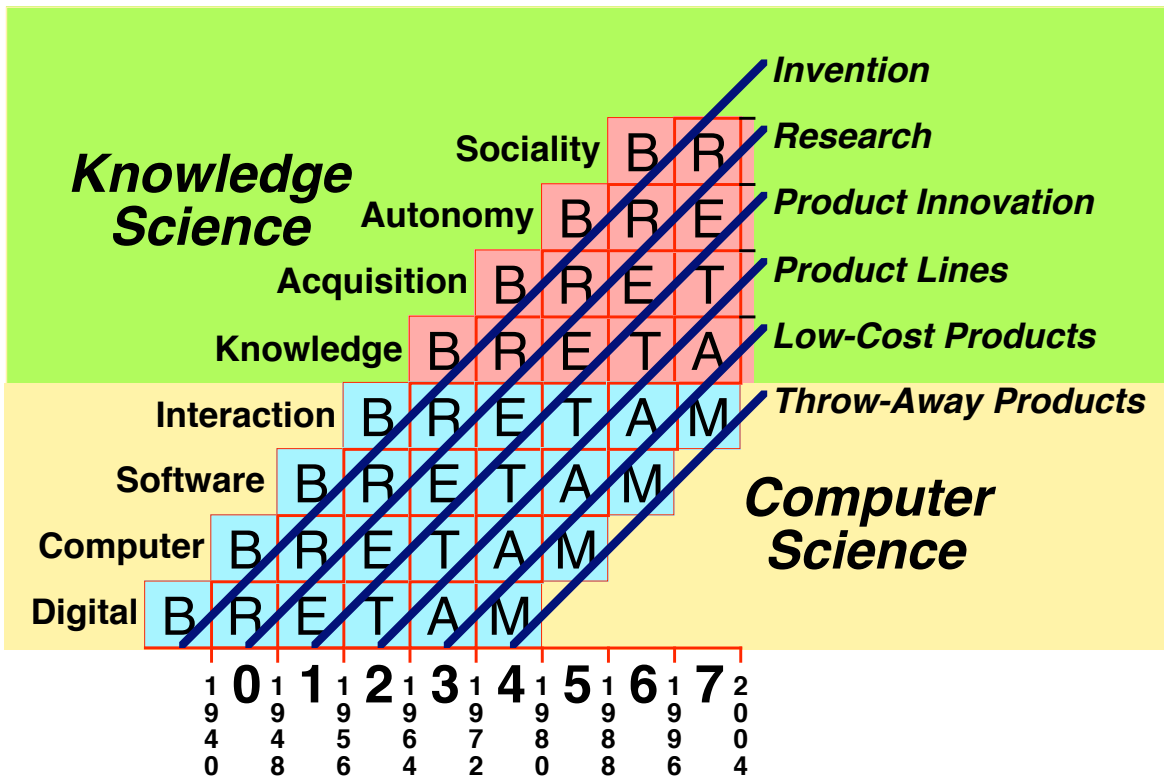 Invention
Sociality B R Research
Knowledge
Science
Autonomy B R E Product Innovation
Acquisition B R E T Product Lines
Knowledge B R E T A Low-Cost Products
Interaction B R E T A M Throw-Away Products
Software B R E T A M
Computer
Science
Computer B R E T A M
Digital B R E T A M
0 1 2 3 4 5 6 7
1940 1948 1956 1964 1972 1980 1988 1996 2004